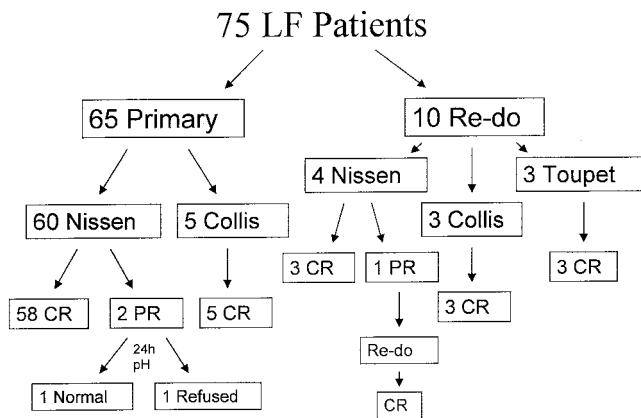 75 LF Patients
65 Primary
10 Re-do
4 Nissen
3 Toupet
60 Nissen
5 Collis
3 Collis
3 CR
1 PR
3 CR
58 CR
2 PR
5 CR
3 CR
24h
pH
Re-do
1 Normal
1 Refused
CR